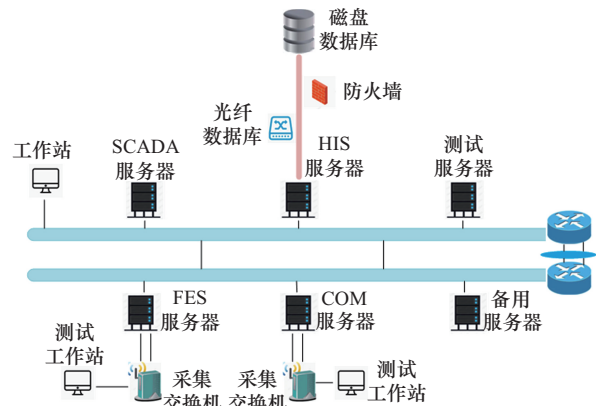 磁盘
数据库
防火墙
光纤
数据库
工作站
SCADA
服务器
HIS
服务器
测试
服务器
FES
服务器
COM
服务器
备用
服务器
测试
工作站
采集
交换机
采集
交换机
测试
工作站